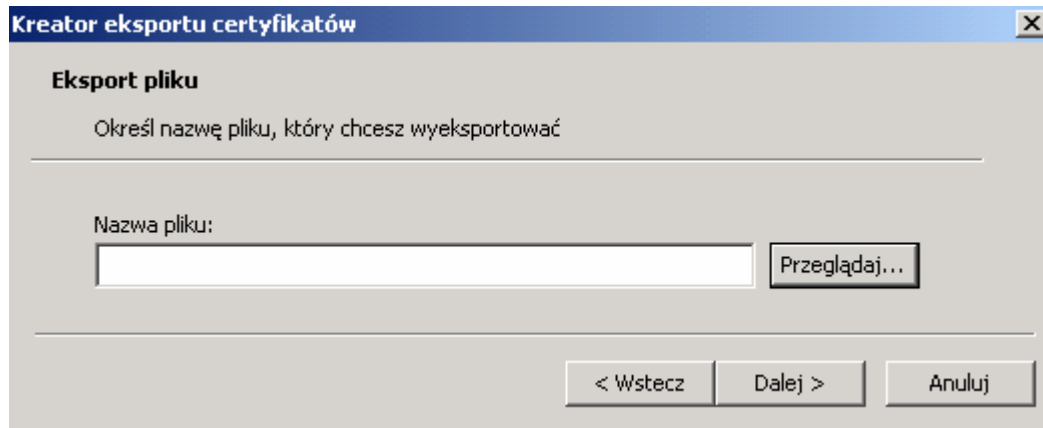 Kreator eksportu certyfikatów
Eksport pliku
Określ nazwę pliku, który chcesz wyeksportować
Nazwa pliku:
Przeglądaj...
< Wstecz
Dalej >
Anuluj